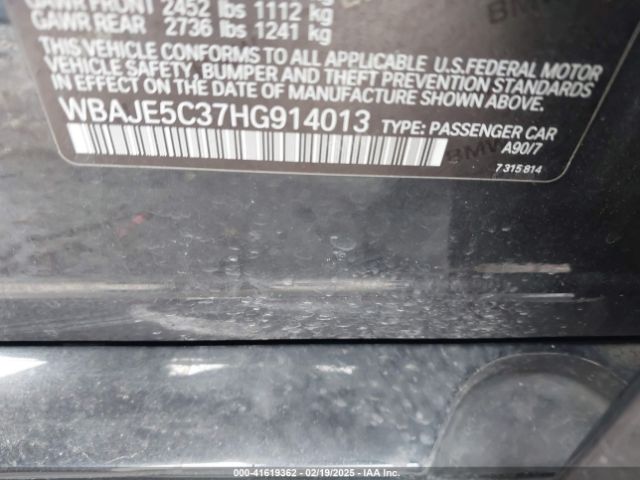 GAWR FRONT 2452 lbs 1112 kg
GAWR REAR 2736 lbs 1241 kg
THIS VEHICLE CONFORMS TO ALL APPLICABLE U.S.FEDERAL MOTOR
VEHICLE SAFETY, BUMPER AND THEFT PREVENTION STANDARDS
IN EFFECT ON THE DATE OF MANUFACTURE SHOWN ABOVE.
WBAJE5C37HG914013 TYPE: PASSENGER CAR
A90/7
7 315 814
BMW
BMW
000-41619362 - 02/19/2025 - IAA Inc.